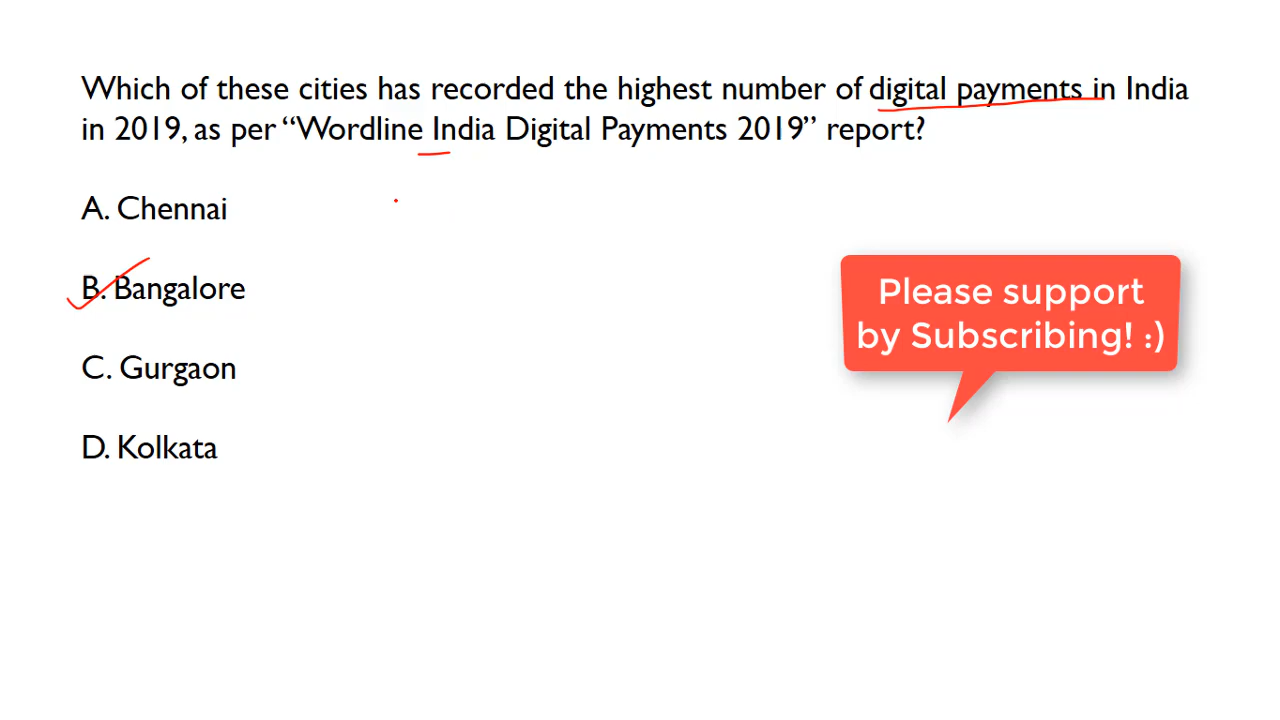 Which of these cities has recorded the highest number of digital payments in India
in 2019, as per “Wordline India Digital Payments 2019” report?
A. Chennai
B. Bangalore
C. Gurgaon
D. Kolkata
Please support
by Subscribing! :)